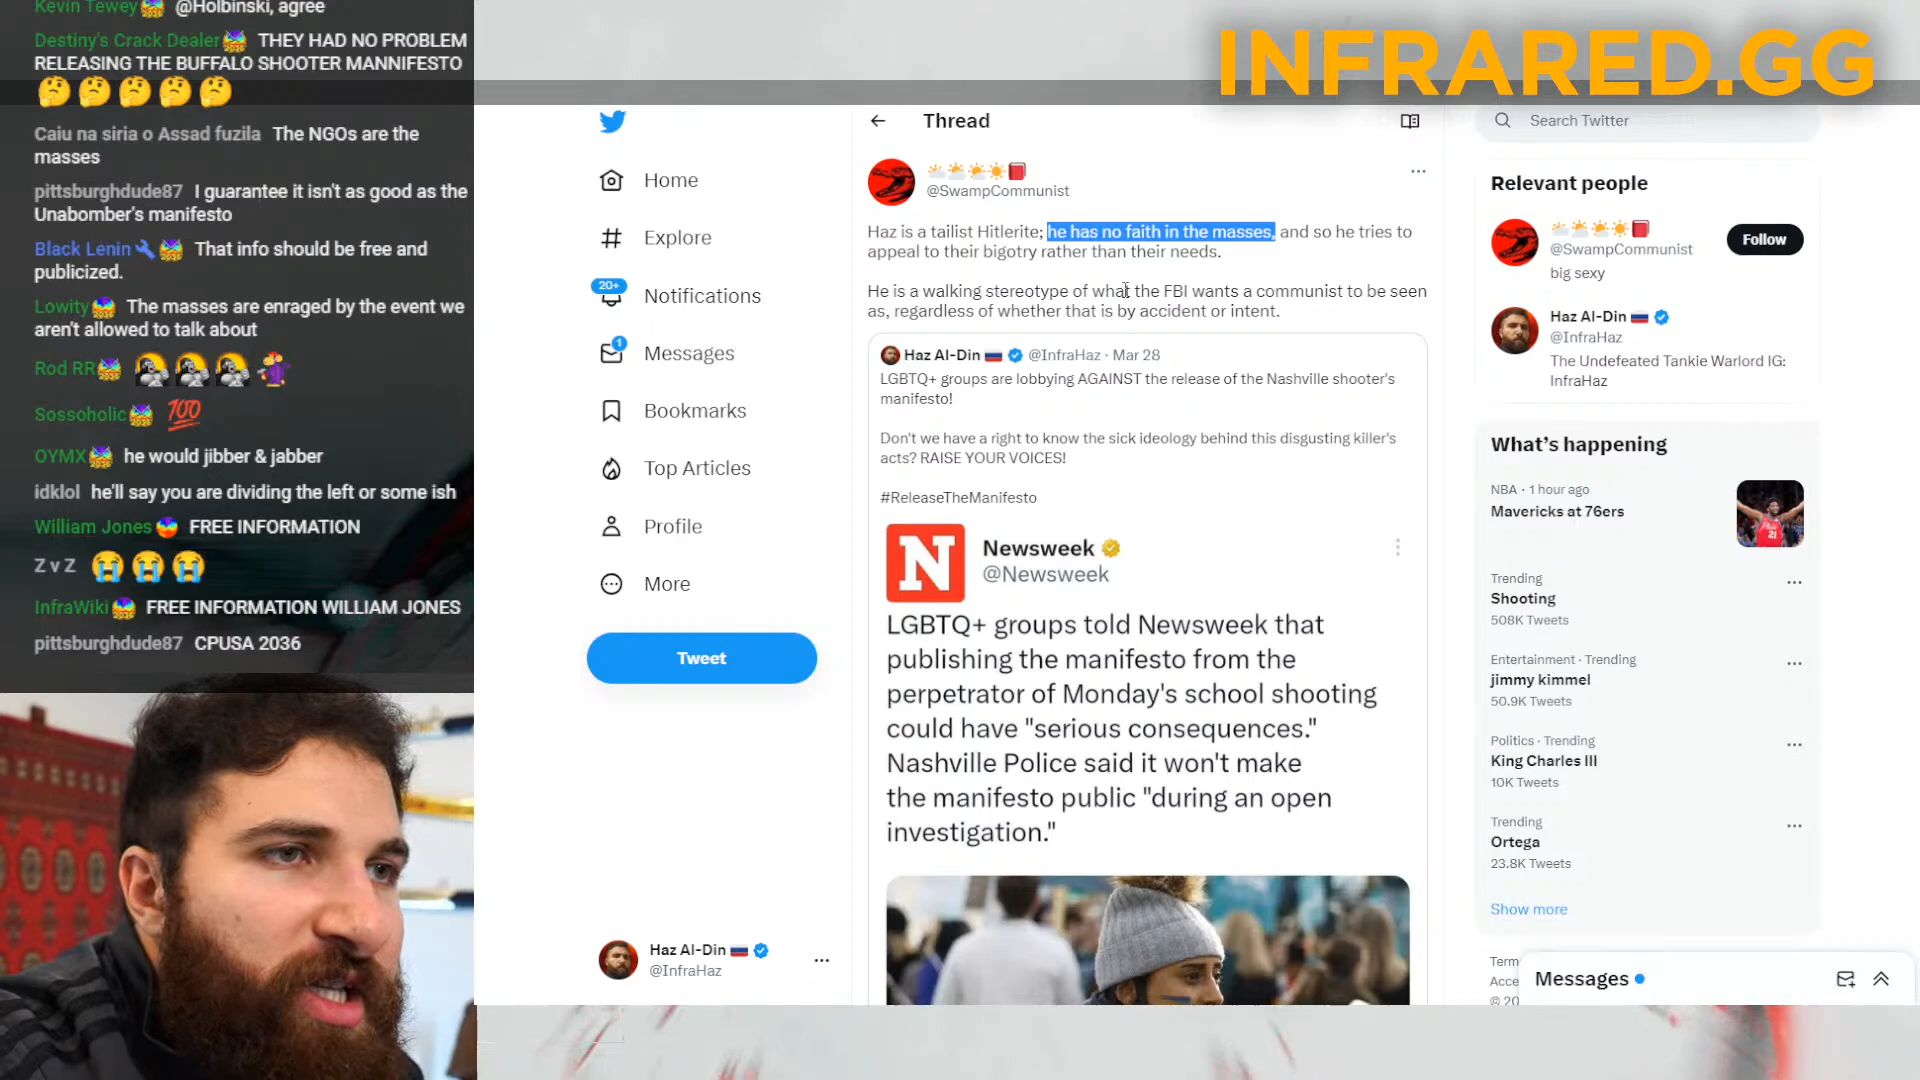 Kevin Tewey @Holbinski, agree
Destiny's Crack Dealer THEY HAD NO PROBLEM
RELEASING THE BUFFALO SHOOTER MANNIFESTO
Caiu na siria o Assad fuzila The NGOs are the
masses
pittsburghdude87 I guarantee it isn't as good as the
Unabomber's manifesto
Black Lenin That info should be free and
publicized.
Lowity The masses are enraged by the event we
aren't allowed to talk about
Rod RR
Sossoholic 💯
OYMX he would jibber & jabber
idklol he'll say you are dividing the left or some ish
William Jones FREE INFORMATION
Z v Z
InfraWiki FREE INFORMATION WILLIAM JONES
pittsburghdude87 CPUSA 2036
INFRARED.GG
Home
Explore
20+
Notifications
1
Messages
Bookmarks
Top Articles
Profile
More
Tweet
Haz Al-Din
@InfraHaz
Thread
@SwampCommunist
Haz is a tailist Hitlerite; he has no faith in the masses, and so he tries to
appeal to their bigotry rather than their needs.
He is a walking stereotype of what the FBI wants a communist to be seen
as, regardless of whether that is by accident or intent.
Haz Al-Din @InfraHaz · Mar 28
LGBTQ+ groups are lobbying AGAINST the release of the Nashville shooter's
manifesto!
Don't we have a right to know the sick ideology behind this disgusting killer's
acts? RAISE YOUR VOICES!
#ReleaseTheManifesto
N
Newsweek
@Newsweek
LGBTQ+ groups told Newsweek that
publishing the manifesto from the
perpetrator of Monday's school shooting
could have "serious consequences."
Nashville Police said it won't make
the manifesto public "during an open
investigation."
Search Twitter
Relevant people
@SwampCommunist
Follow
big sexy
Haz Al-Din
@InfraHaz
The Undefeated Tankie Warlord IG:
InfraHaz
What's happening
NBA · 1 hour ago
Mavericks at 76ers
Trending
Shooting
508K Tweets
Entertainment · Trending
jimmy kimmel
50.9K Tweets
Politics · Trending
King Charles III
10K Tweets
Trending
Ortega
23.8K Tweets
Show more
Messages